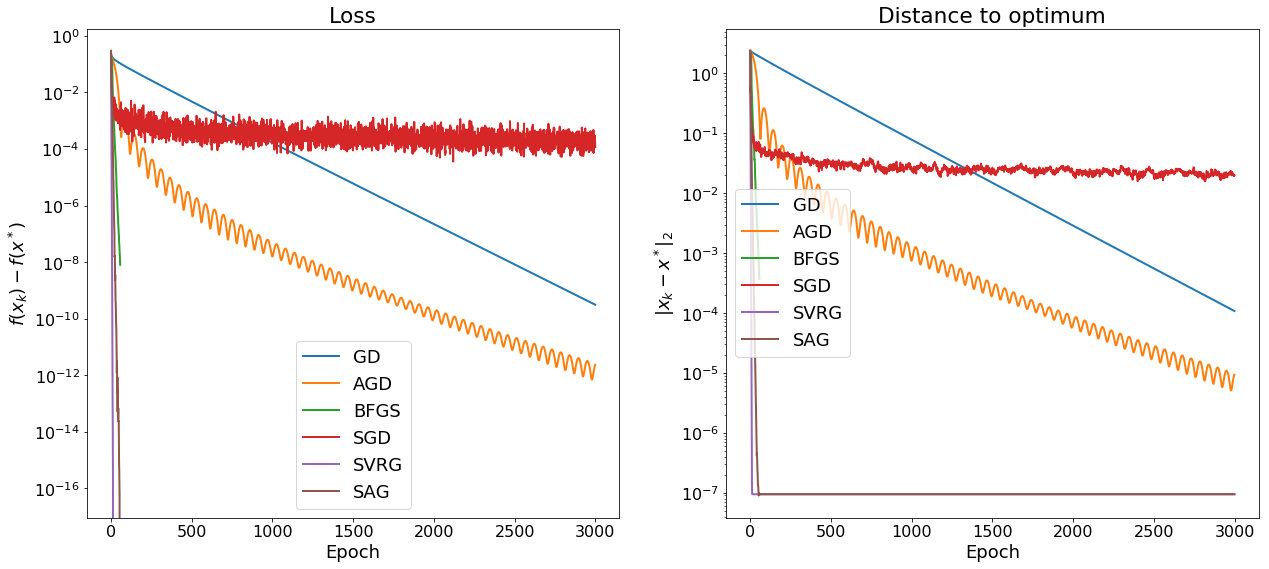 Loss
10^0
10^-2
10^-4
10^-6
10^-8
10^-10
10^-12
10^-14
10^-16
f(x_k) − f(x^*)
GD
AGD
BFGS
SGD
SVRG
SAG
0 500 1000 1500 2000 2500 3000
Epoch
Distance to optimum
10^0
10^-1
10^-2
10^-3
10^-4
10^-5
10^-6
10^-7
|x_k − x^*|_2
GD
AGD
BFGS
SGD
SVRG
SAG
0 500 1000 1500 2000 2500 3000
Epoch